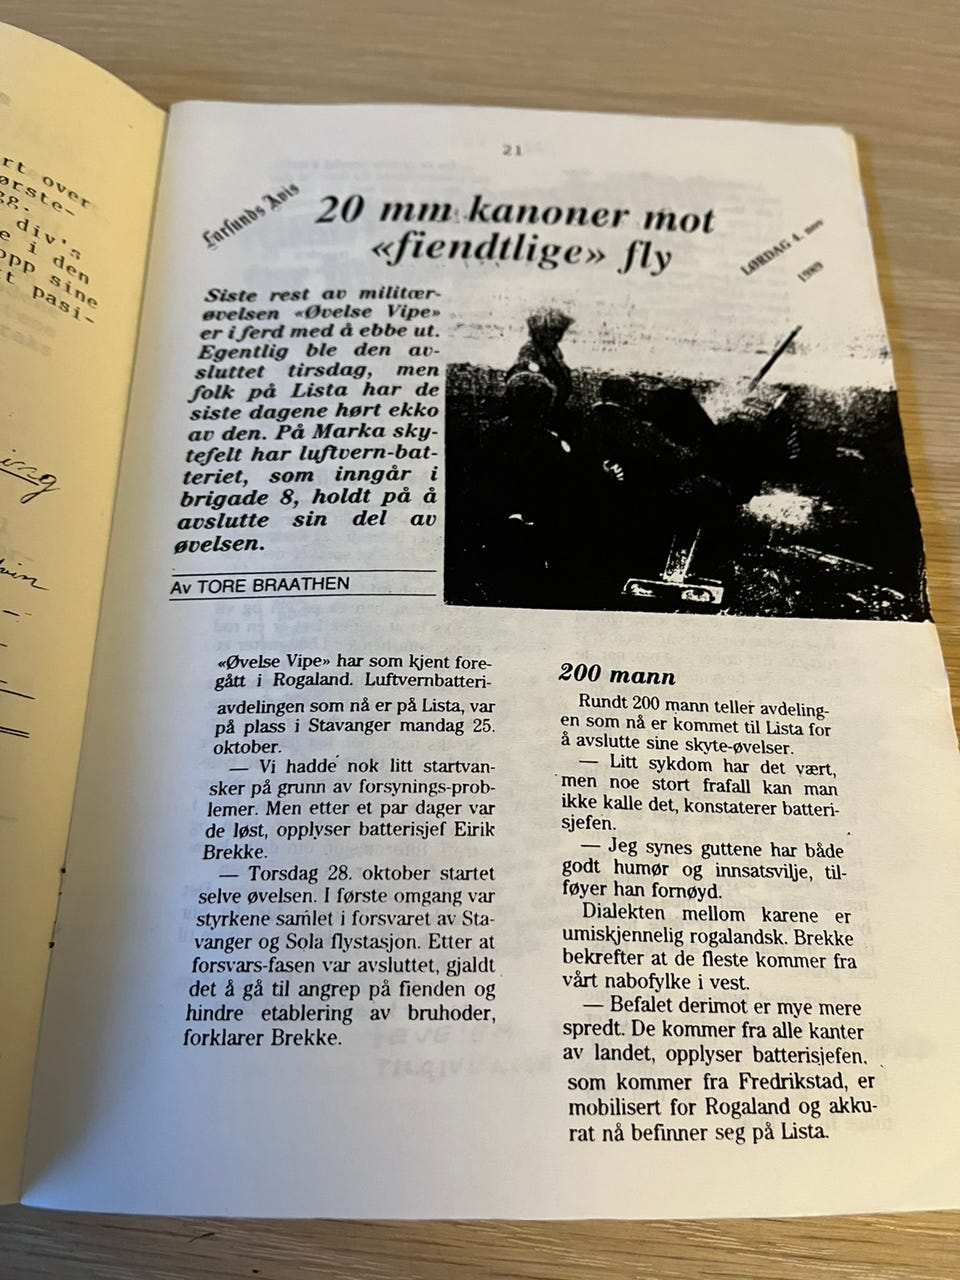 rt over
ørste-
gg.
div's
e i den
opp sine
t pasi-
21
Farsunds Avis
20 mm kanoner mot
«fiendtlige» fly
LØRDAG 4. nov
1989
Siste rest av militær-
øvelsen «Øvelse Vipe»
er i ferd med å ebbe ut.
Egentlig ble den av-
sluttet tirsdag, men
folk på Lista har de
siste dagene hørt ekko
av den. På Marka sky-
tefelt har luftvern-bat-
teriet, som inngår i
brigade 8, holdt på å
avslutte sin del av
øvelsen.
Av TORE BRAATHEN
«Øvelse Vipe» har som kjent fore-
gått i Rogaland. Luftvernbatteri-
avdelingen som nå er på Lista, var
på plass i Stavanger mandag 25.
oktober.
— Vi hadde nok litt startvan-
sker på grunn av forsynings-prob-
lemer. Men etter et par dager var
de løst, opplyser batterisjef Eirik
Brekke.
— Torsdag 28. oktober startet
selve øvelsen. I første omgang var
styrkene samlet i forsvaret av Sta-
vanger og Sola flystasjon. Etter at
forsvars-fasen var avsluttet, gjaldt
det å gå til angrep på fienden og
hindre etablering av bruhoder,
forklarer Brekke.
200 mann
Rundt 200 mann teller avdeling-
en som nå er kommet til Lista for
å avslutte sine skyte-øvelser.
— Litt sykdom har det vært,
men noe stort frafall kan man
ikke kalle det, konstaterer batteri-
sjefen.
— Jeg synes guttene har både
godt humør og innsatsvilje, til-
føyer han fornøyd.
Dialekten mellom karene er
umiskjennelig rogalandsk. Brekke
bekrefter at de fleste kommer fra
vårt nabofylke i vest.
— Befalet derimot er mye mere
spredt. De kommer fra alle kanter
av landet, opplyser batterisjefen,
som kommer fra Fredrikstad, er
mobilisert for Rogaland og akku-
rat nå befinner seg på Lista.